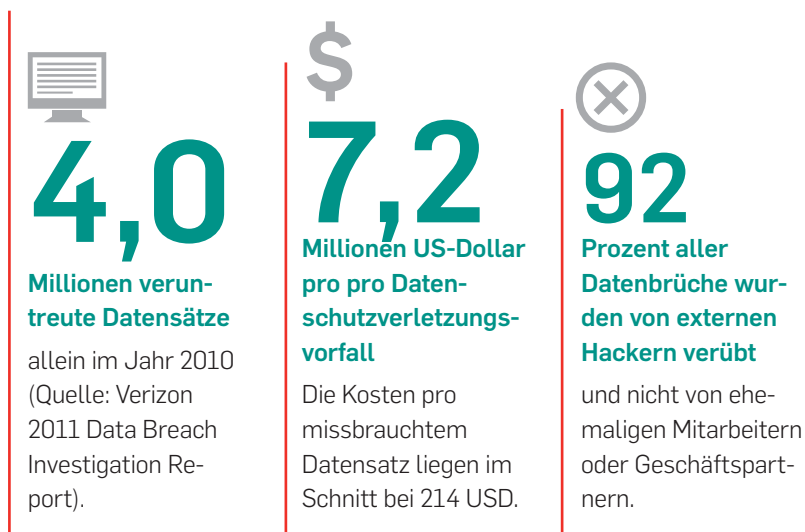 4,0
Millionen verun-
treute Datensätze
allein im Jahr 2010
(Quelle: Verizon
2011 Data Breach
Investigation Re-
port).
$
7,2
Millionen US-Dollar
pro pro Daten-
schutzverletzungs-
vorfall
Die Kosten pro
missbrauchtem
Datensatz liegen im
Schnitt bei 214 USD.
92
Prozent aller
Datenbrüche wur-
den von externen
Hackern verübt
und nicht von ehe-
maligen Mitarbeitern
oder Geschäftspart-
nern.